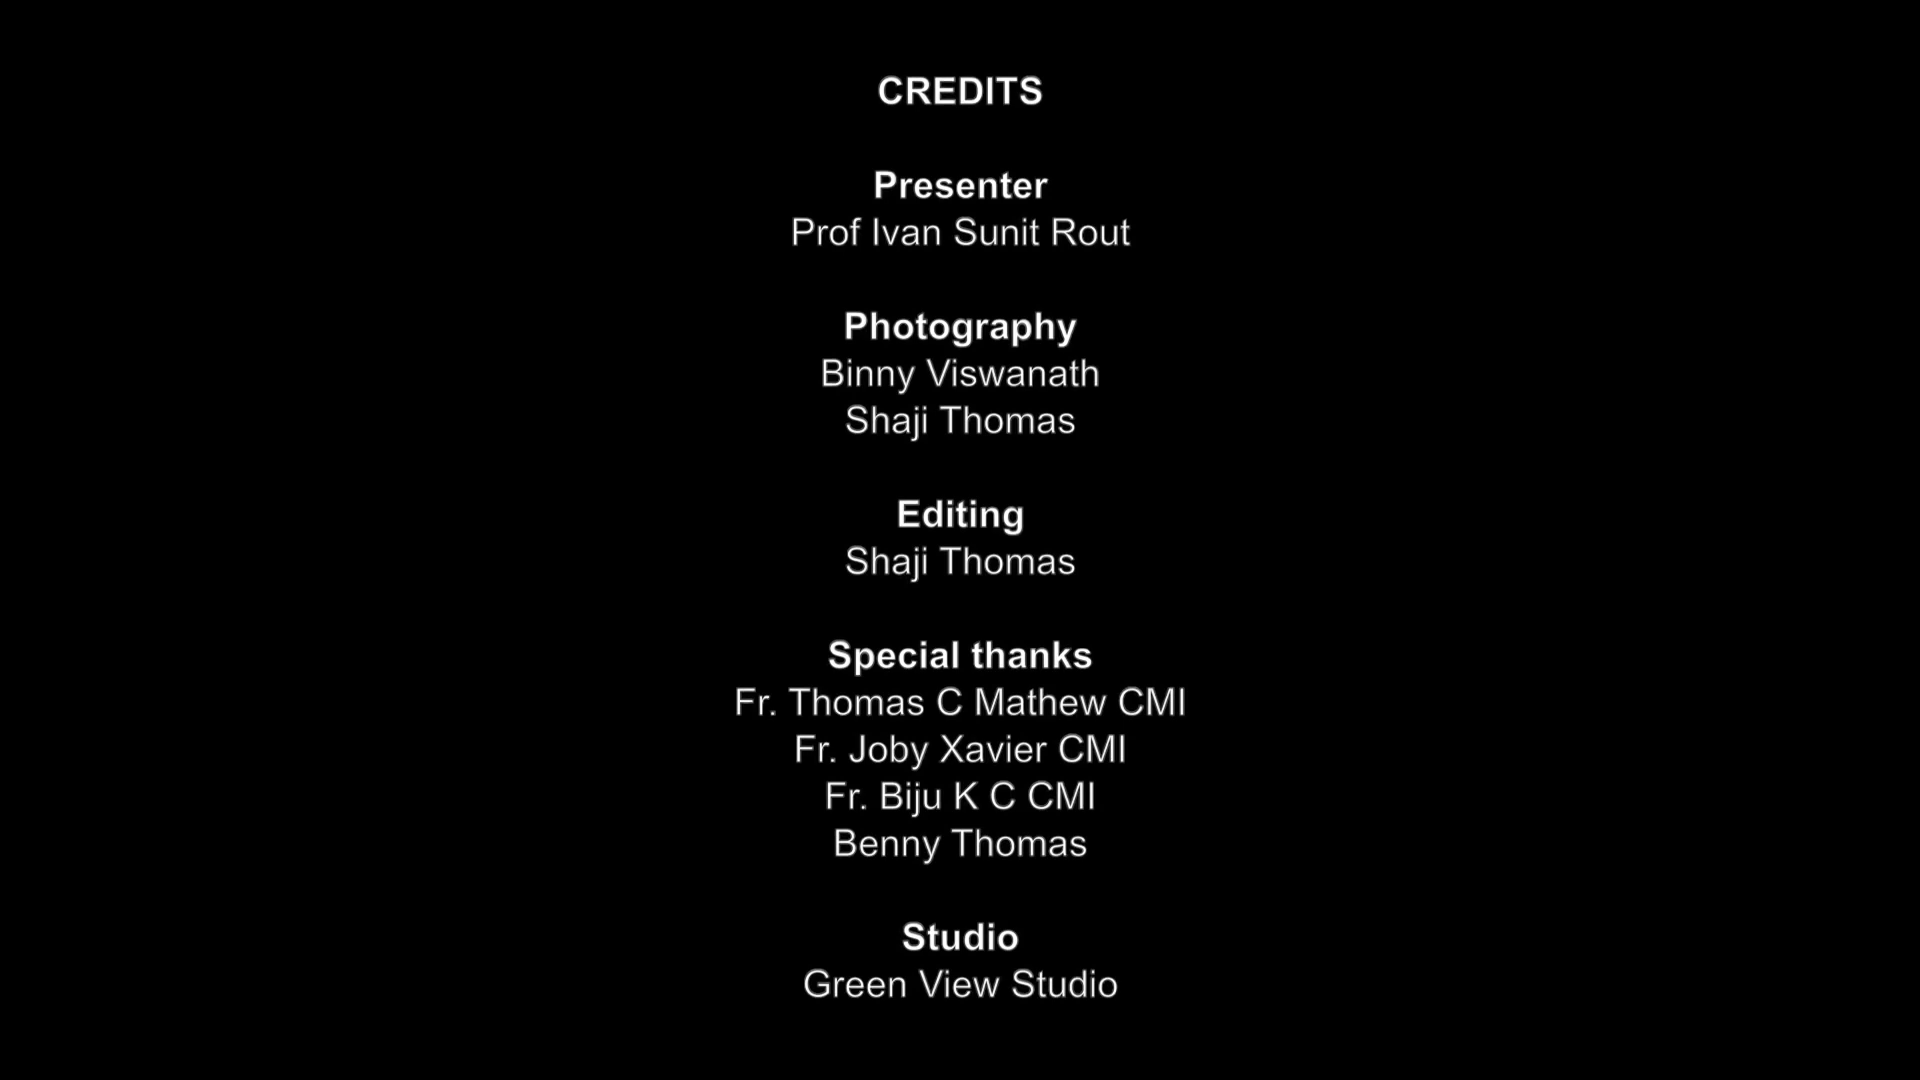 CREDITS
Presenter
Prof Ivan Sunit Rout
Photography
Binny Viswanath
Shaji Thomas
Editing
Shaji Thomas
Special thanks
Fr. Thomas C Mathew CMI
Fr. Joby Xavier CMI
Fr. Biju K C CMI
Benny Thomas
Studio
Green View Studio